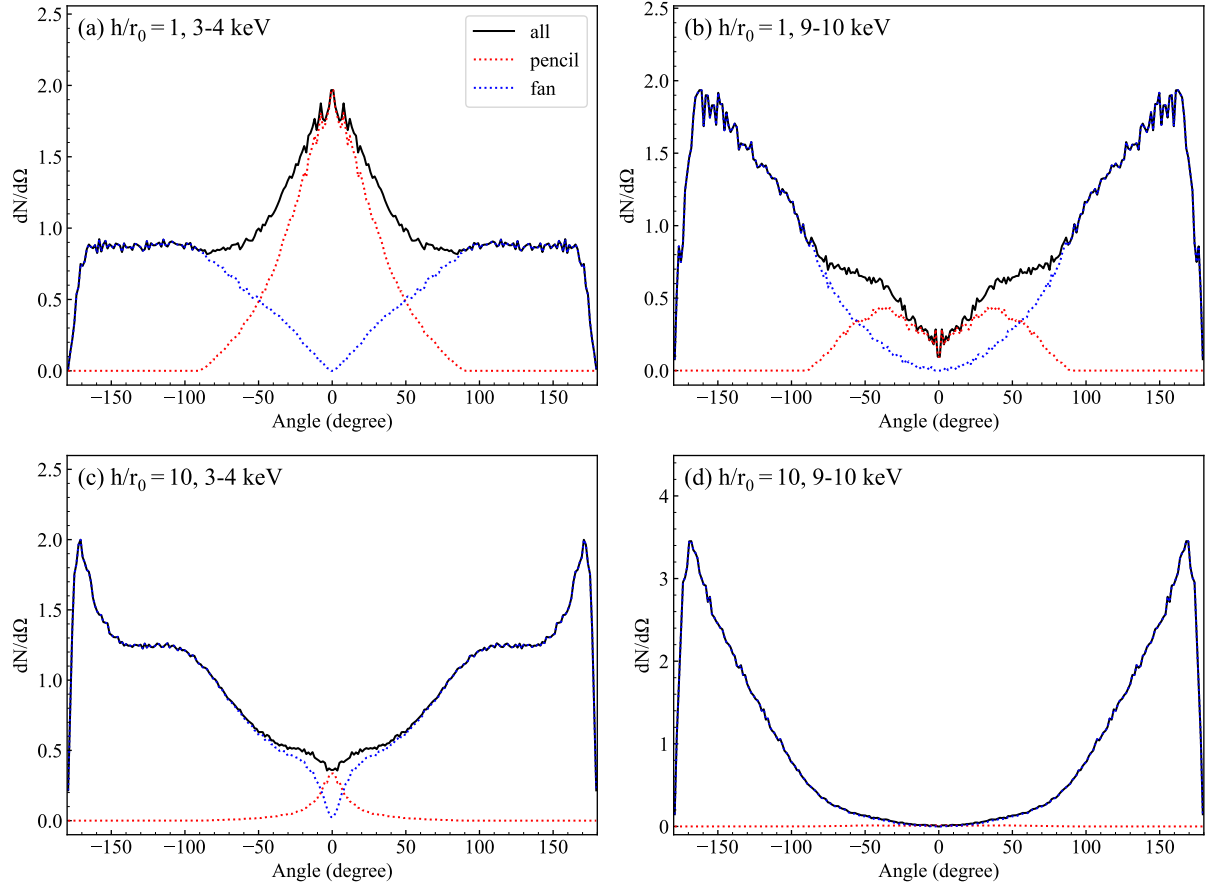 (a) h/r₀ = 1, 3-4 keV
all
pencil
fan
dN/dΩ
2.5
2.0
1.5
1.0
0.5
0.0
−150 −100 −50 0 50 100 150
Angle (degree)
(b) h/r₀ = 1, 9-10 keV
dN/dΩ
2.5
2.0
1.5
1.0
0.5
0.0
−150 −100 −50 0 50 100 150
Angle (degree)
(c) h/r₀ = 10, 3-4 keV
dN/dΩ
2.5
2.0
1.5
1.0
0.5
0.0
−150 −100 −50 0 50 100 150
Angle (degree)
(d) h/r₀ = 10, 9-10 keV
dN/dΩ
4
3
2
1
0
−150 −100 −50 0 50 100 150
Angle (degree)